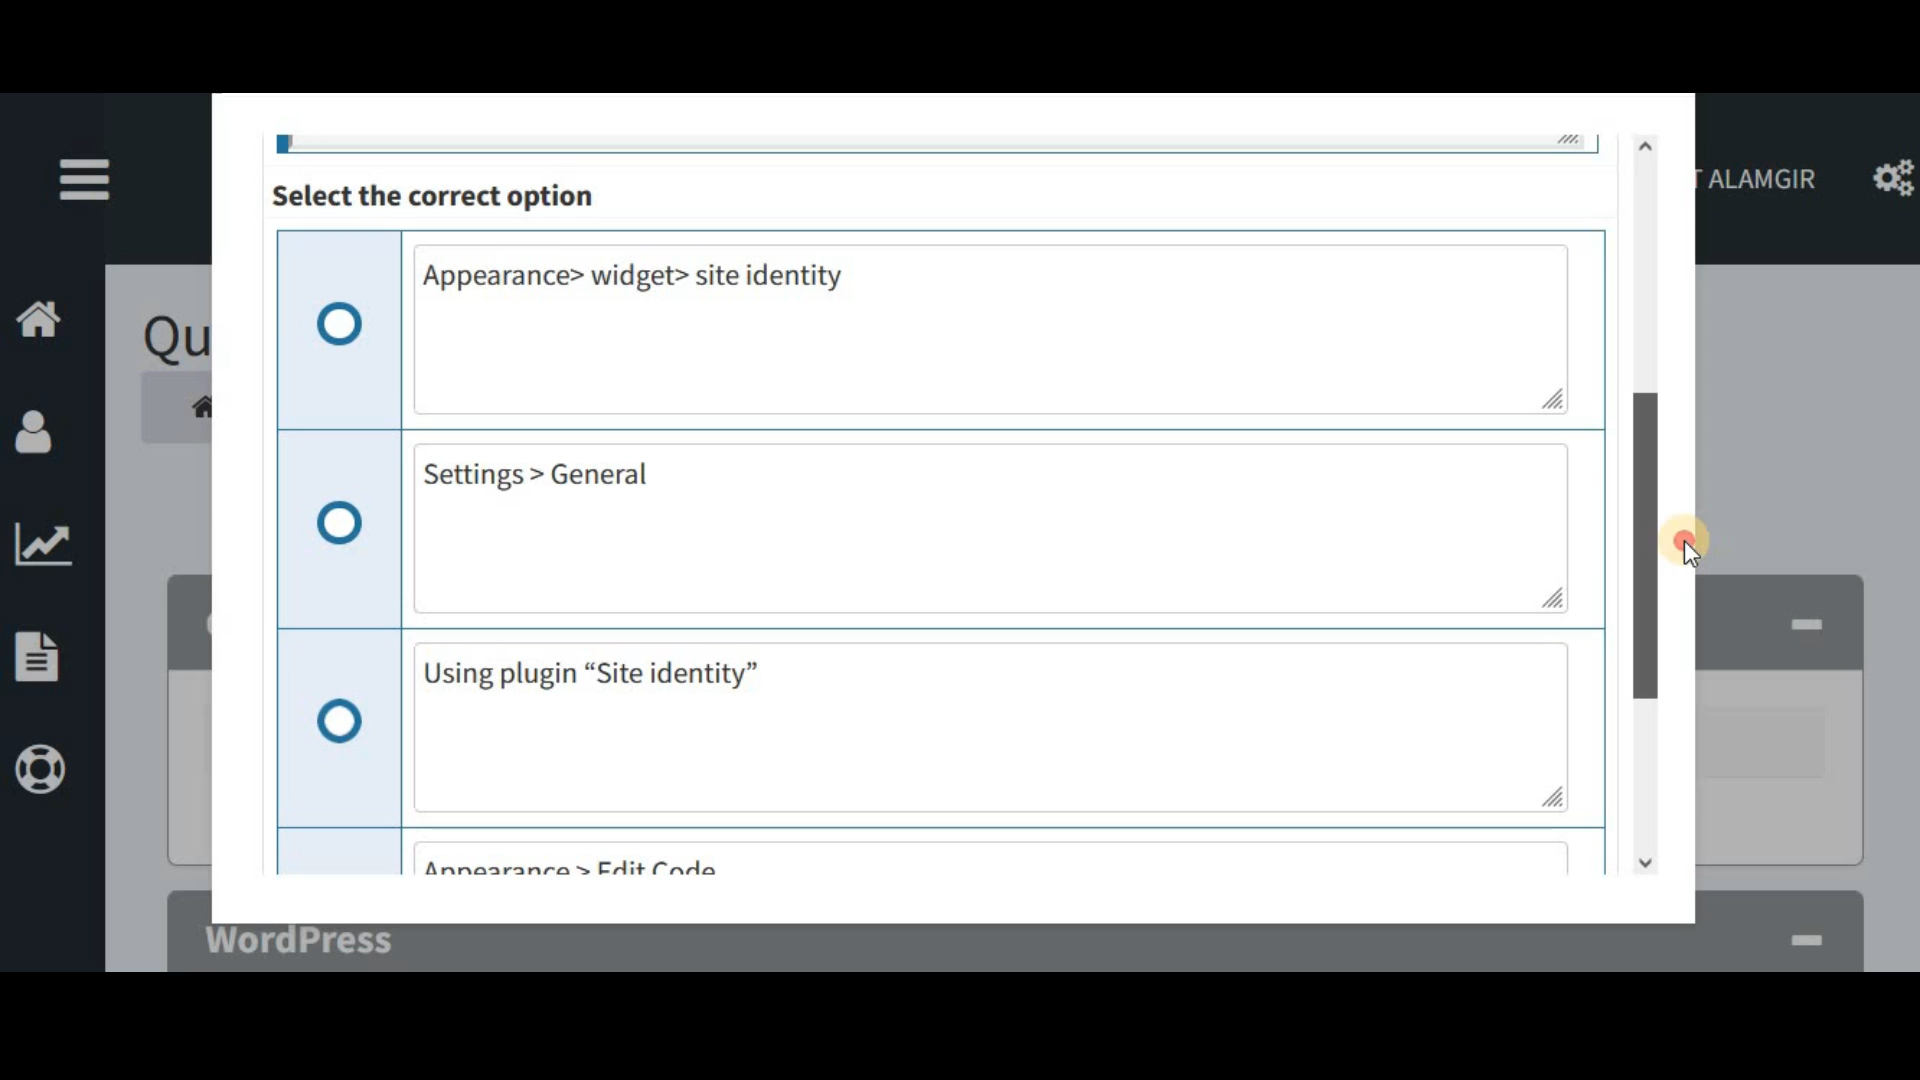 Select the correct option
T ALAMGIR
Appearance> widget> site identity
Qu
Settings > General
Using plugin “Site identity”
Appearance > Edit Code
WordPress